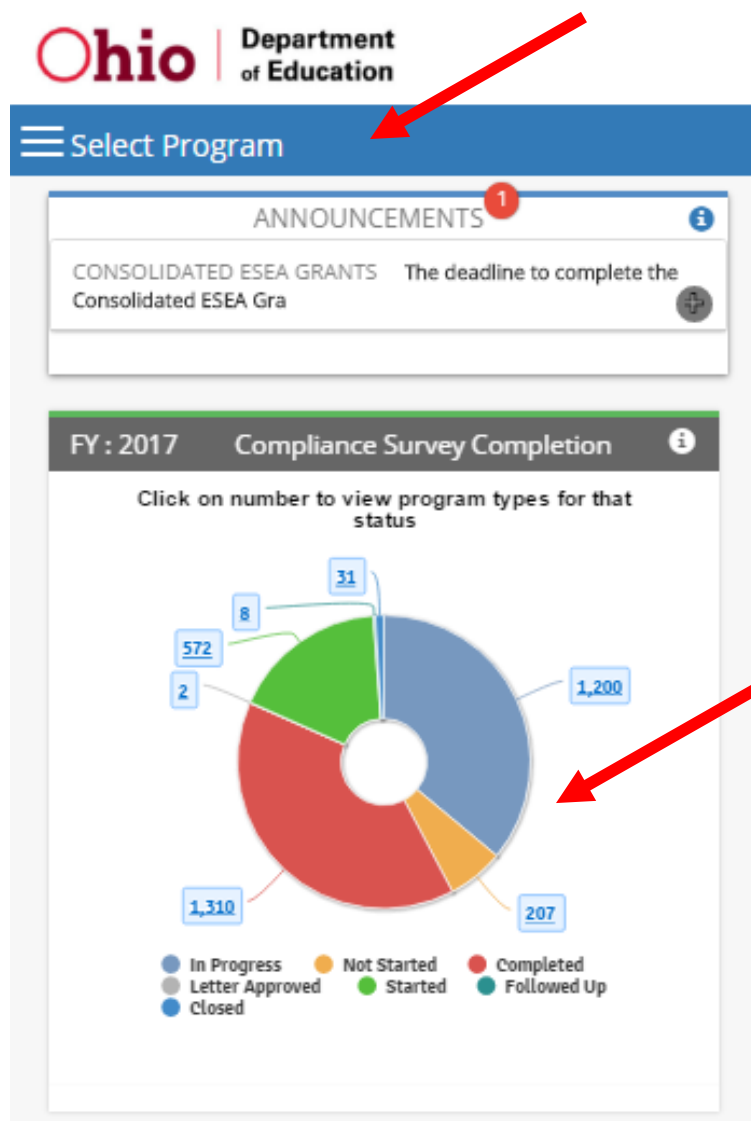 Ohio Department
of Education
Select Program
ANNOUNCEMENTS 1
CONSOLIDATED ESEA GRANTS The deadline to complete the
Consolidated ESEA Gra
FY : 2017 Compliance Survey Completion
Click on number to view program types for that
status
31
8
572
2
1,200
1,310
207
In Progress Not Started Completed
Letter Approved Started Followed Up
Closed